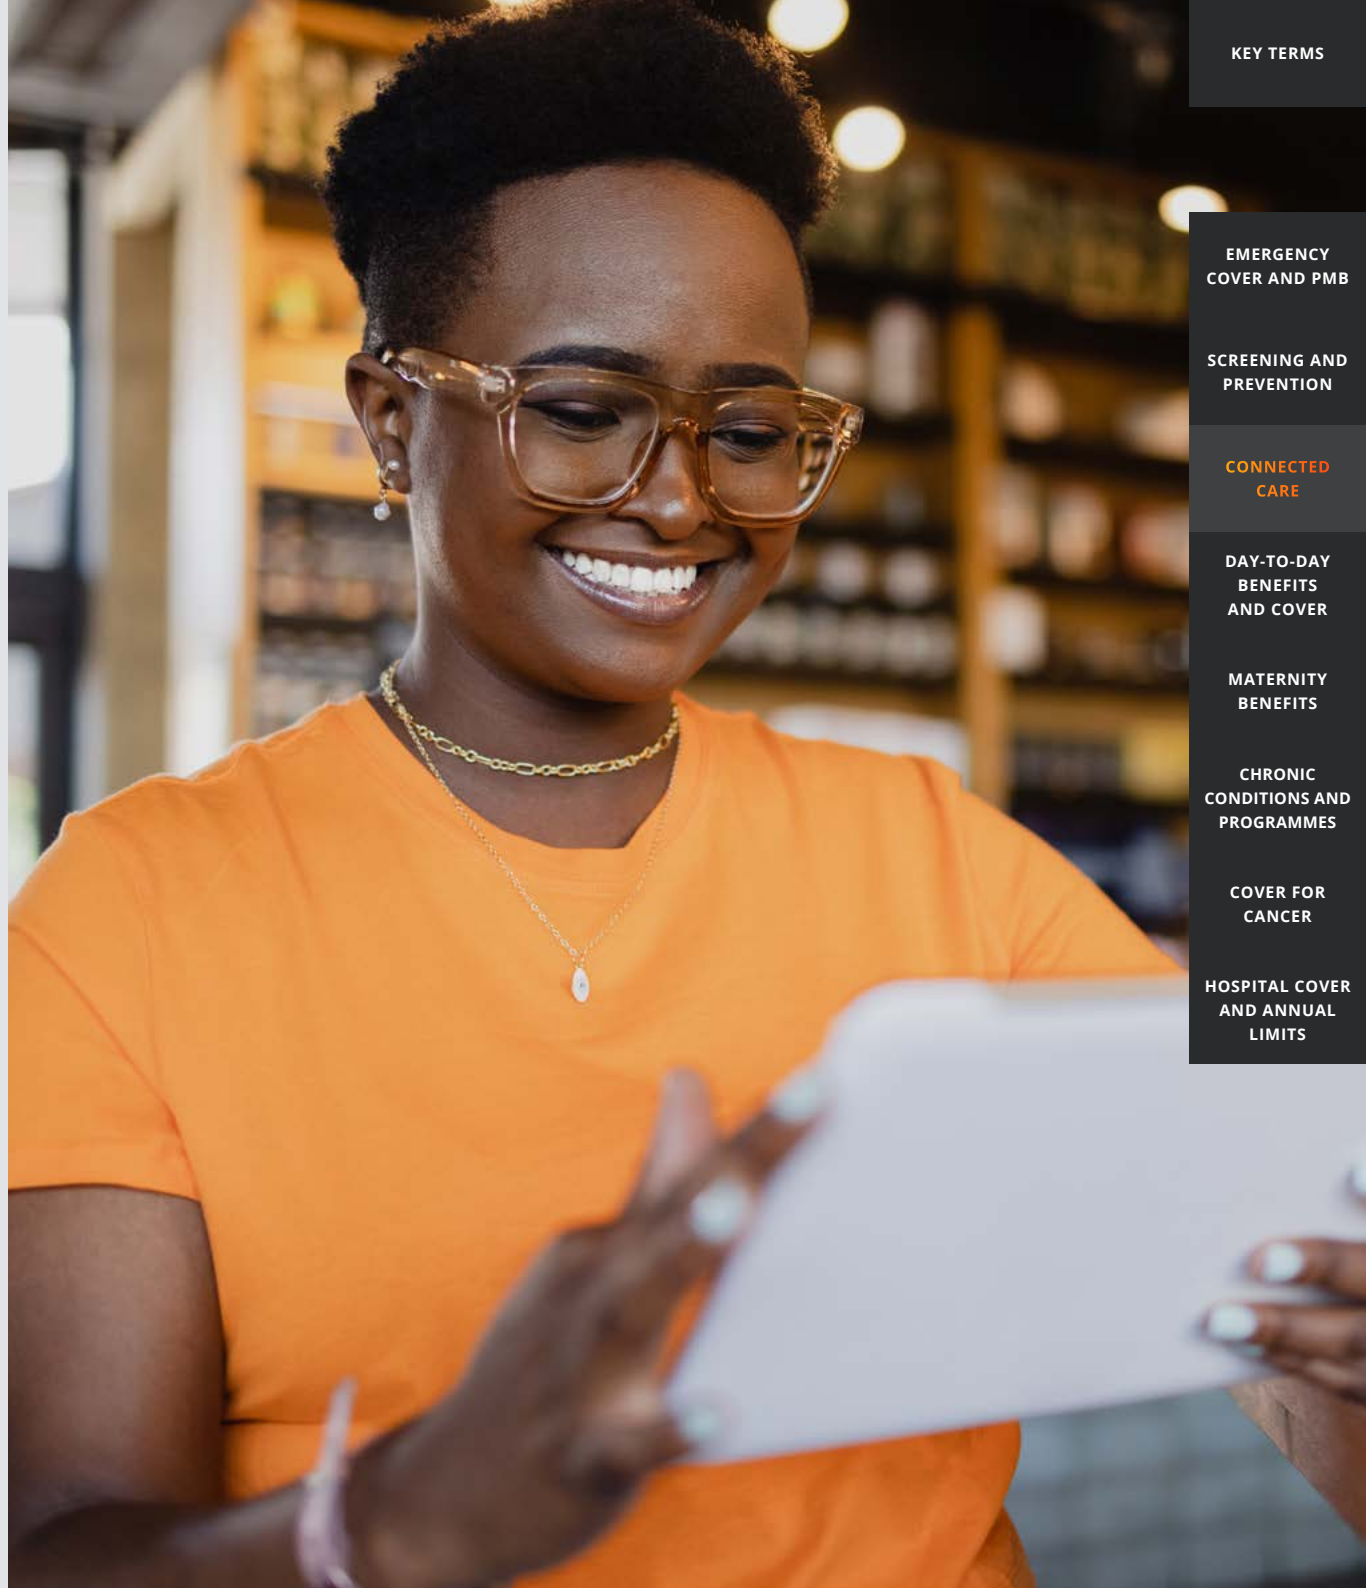 KEY TERMS
EMERGENCY
COVER AND PMB
SCREENING AND
PREVENTION
CONNECTED
CARE
DAY-TO-DAY
BENEFITS
AND COVER
MATERNITY
BENEFITS
CHRONIC
CONDITIONS AND
PROGRAMMES
COVER FOR
CANCER
HOSPITAL COVER
AND ANNUAL
LIMITS